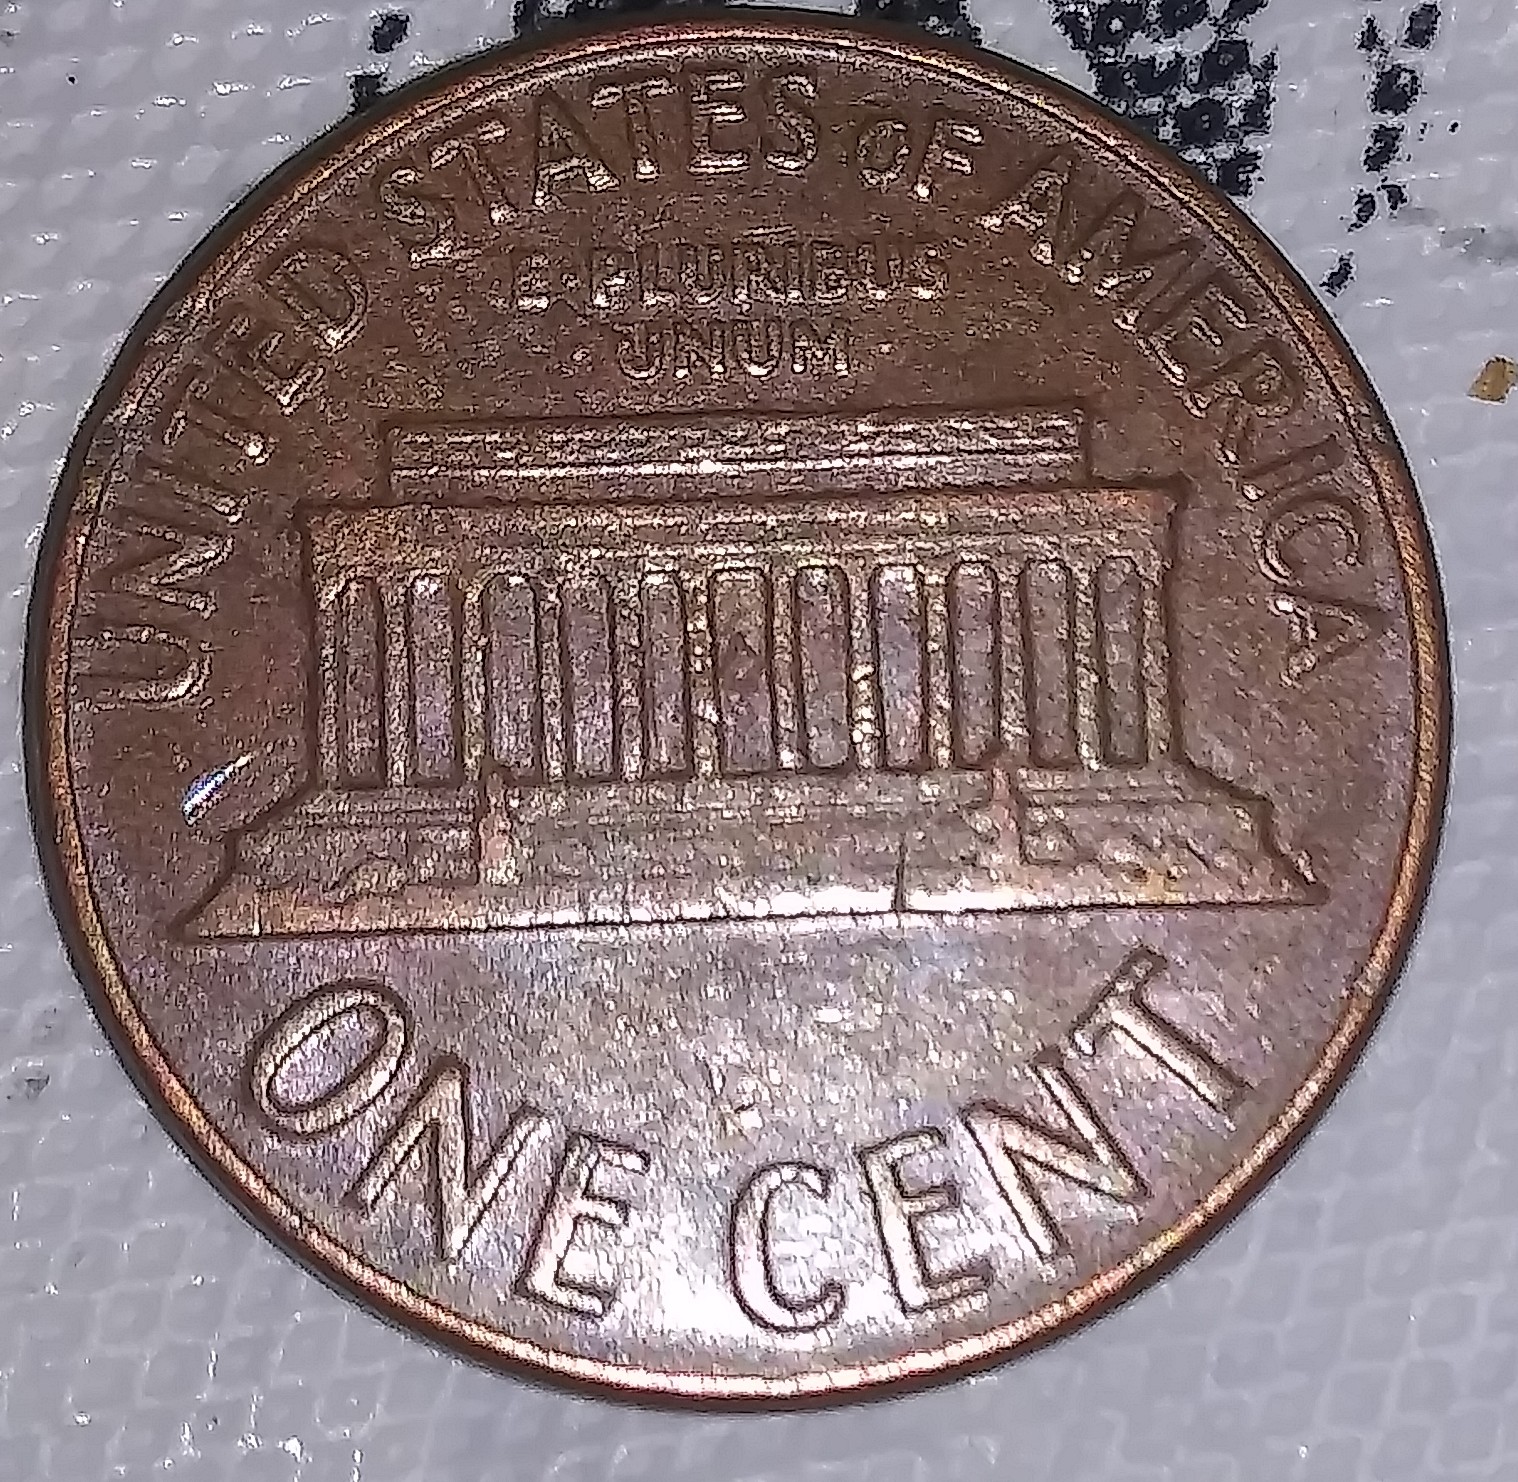 UNITED STATES OF AMERICA
E PLURIBUS
UNUM
ONE CENT